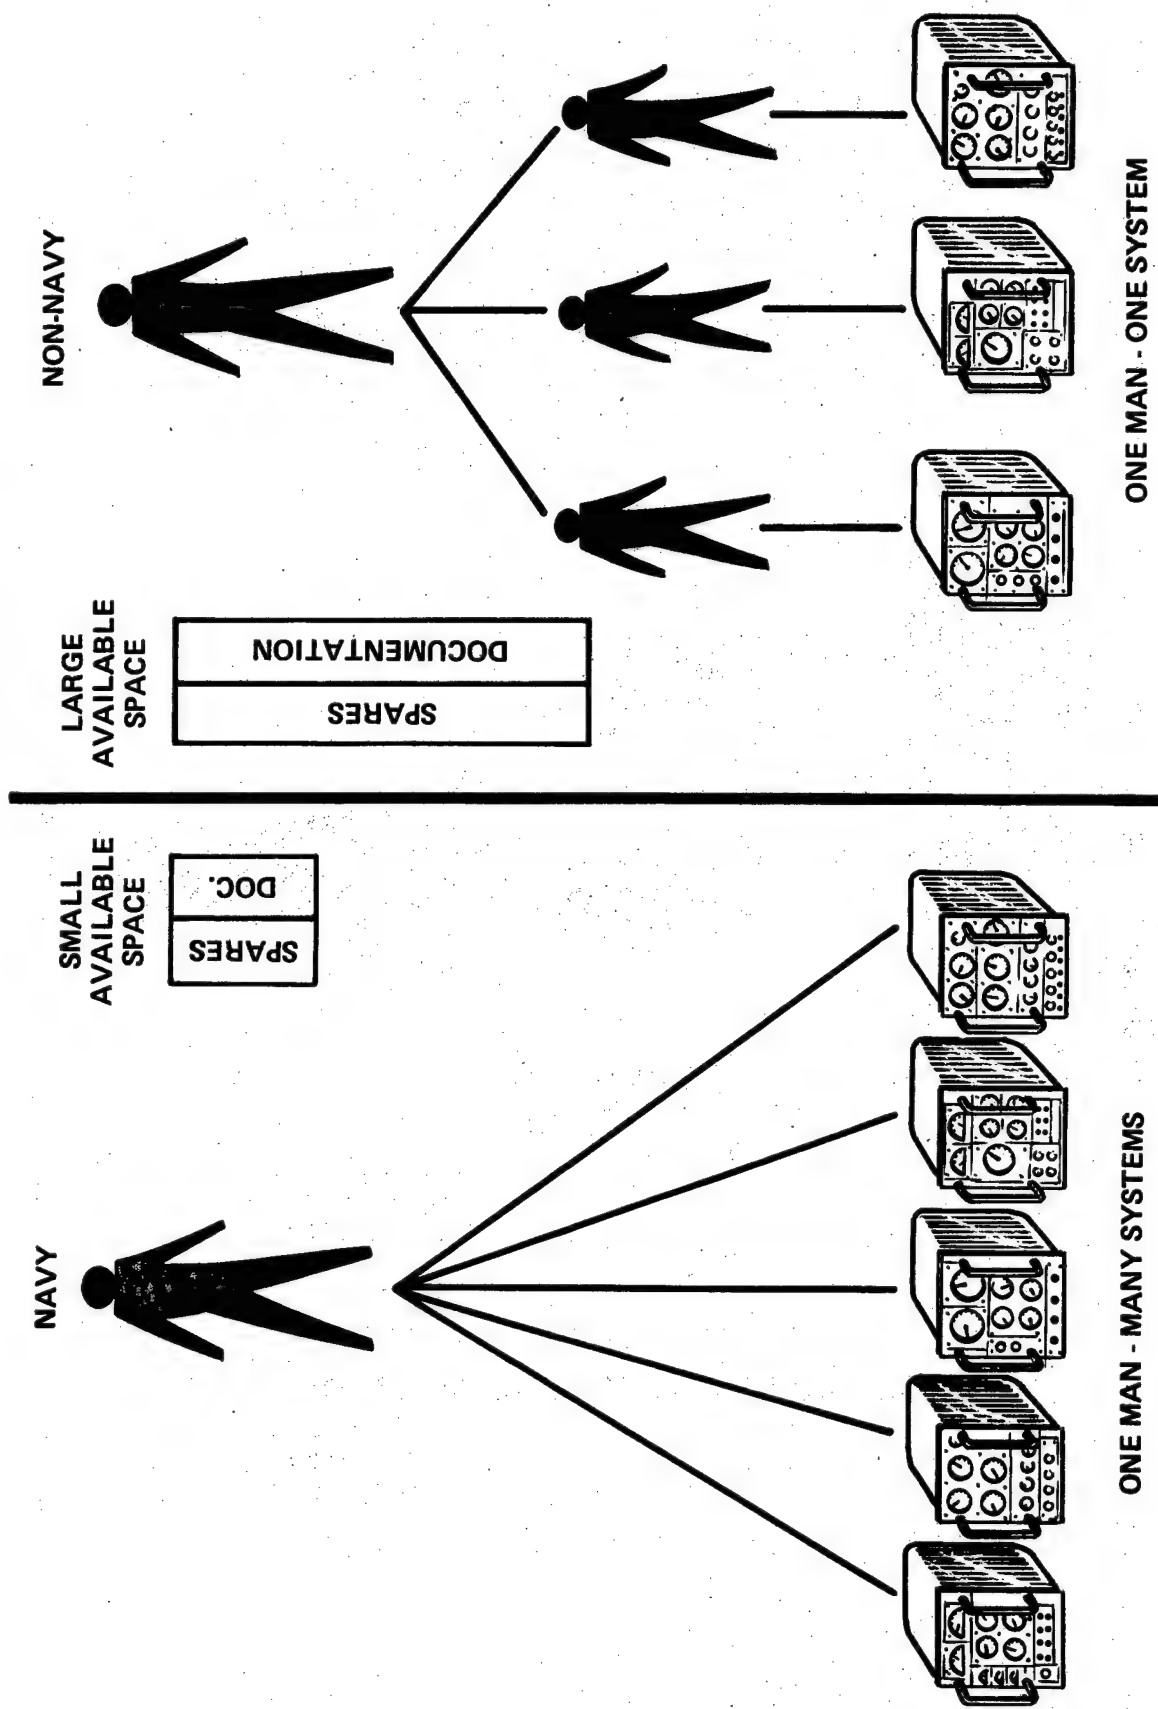 NAVY
SMALL
AVAILABLE
SPACE
SPARES
DOC.
ONE MAN - MANY SYSTEMS
NON-NAVY
LARGE
AVAILABLE
SPACE
SPARES
DOCUMENTATION
ONE MAN - ONE SYSTEM